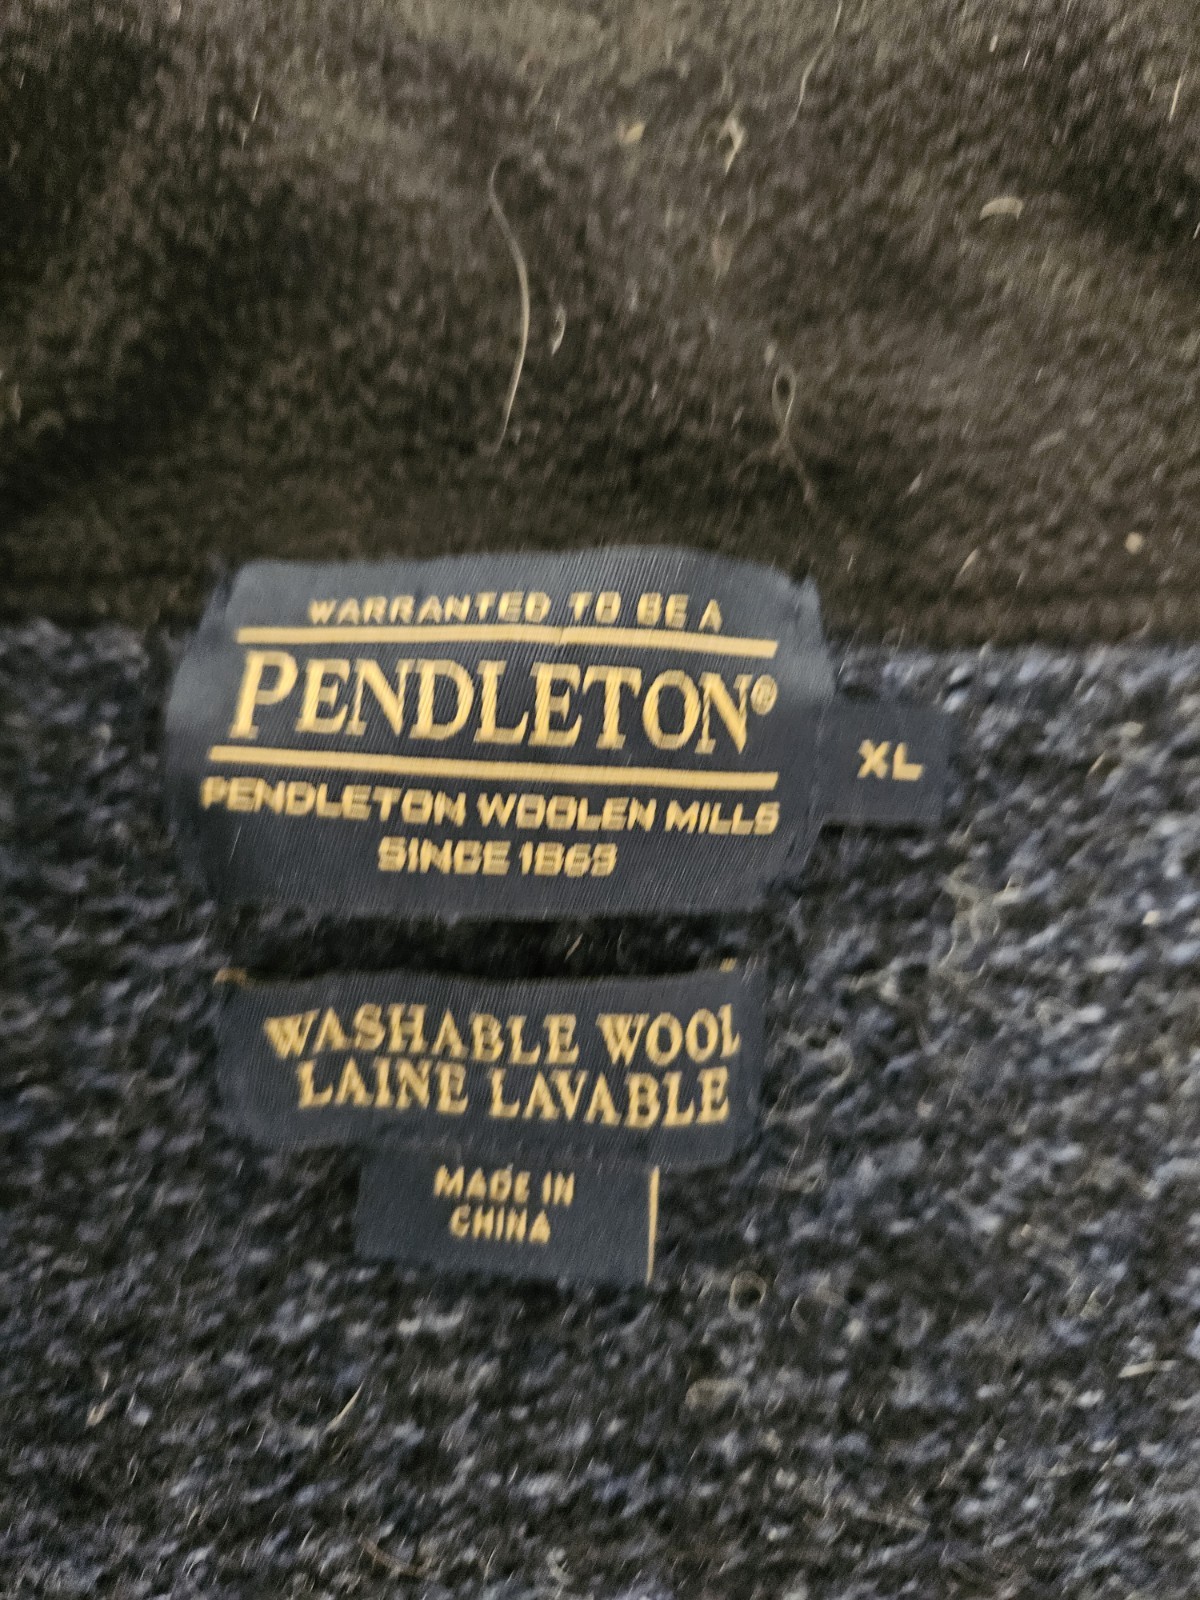 WARRANTED TO BE A
PENDLETON®
XL
PENDLETON WOOLEN MILLS
SINCE 1863
WASHABLE WOOL
LAINE LAVABLE
MADE IN
CHINA